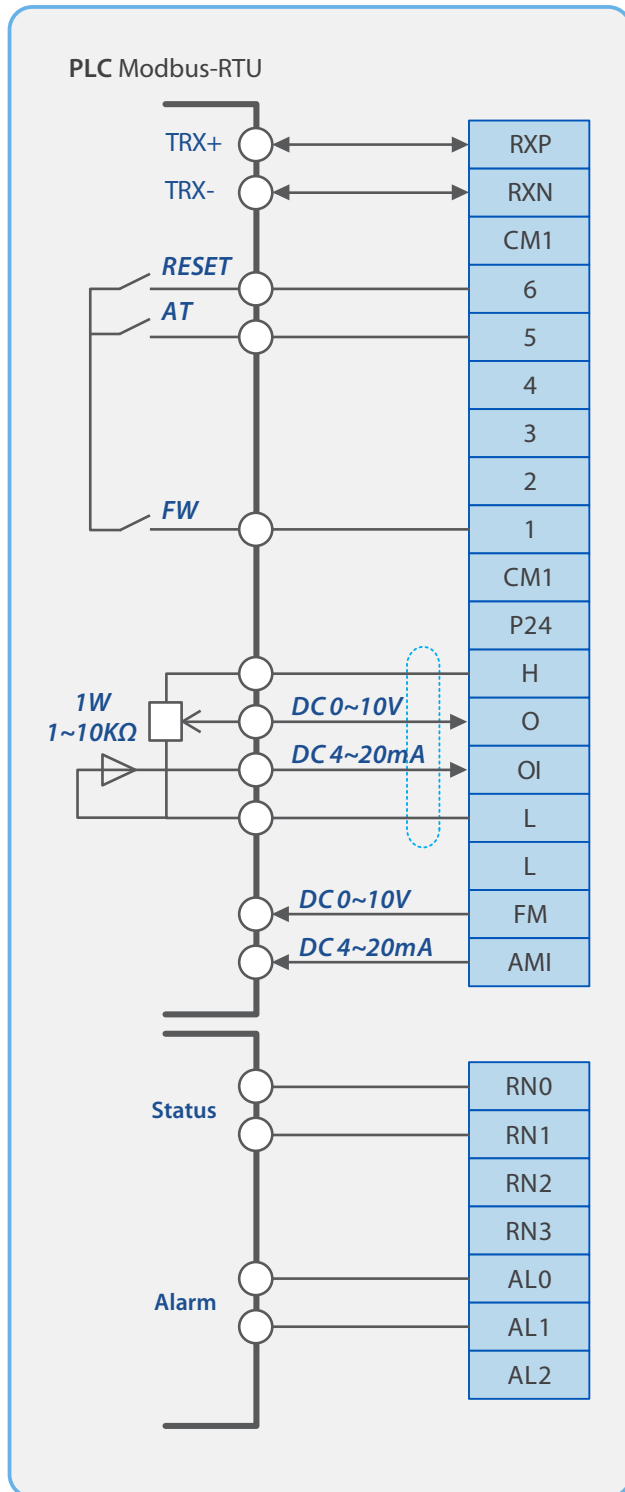 PLC Modbus-RTU
TRX+
RXP
TRX-
RXN
CM1
RESET
6
AT
5
4
3
2
FW
1
CM1
P24
H
1W
1~10KΩ
DC 0~10V
O
DC 4~20mA
OI
L
L
DC 0~10V
FM
DC 4~20mA
AMI
RN0
Status
RN1
RN2
RN3
AL0
Alarm
AL1
AL2